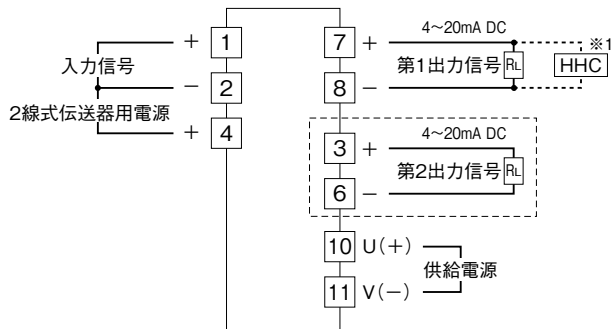 + 1
入力信号
− 2
2線式伝送器用電源
+ 4
7 + 4〜20mA DC
※1
第1出力信号 RL HHC
8 −
3 + 4〜20mA DC
第2出力信号 RL
6 −
10 U(+)
供給電源
11 V(−)